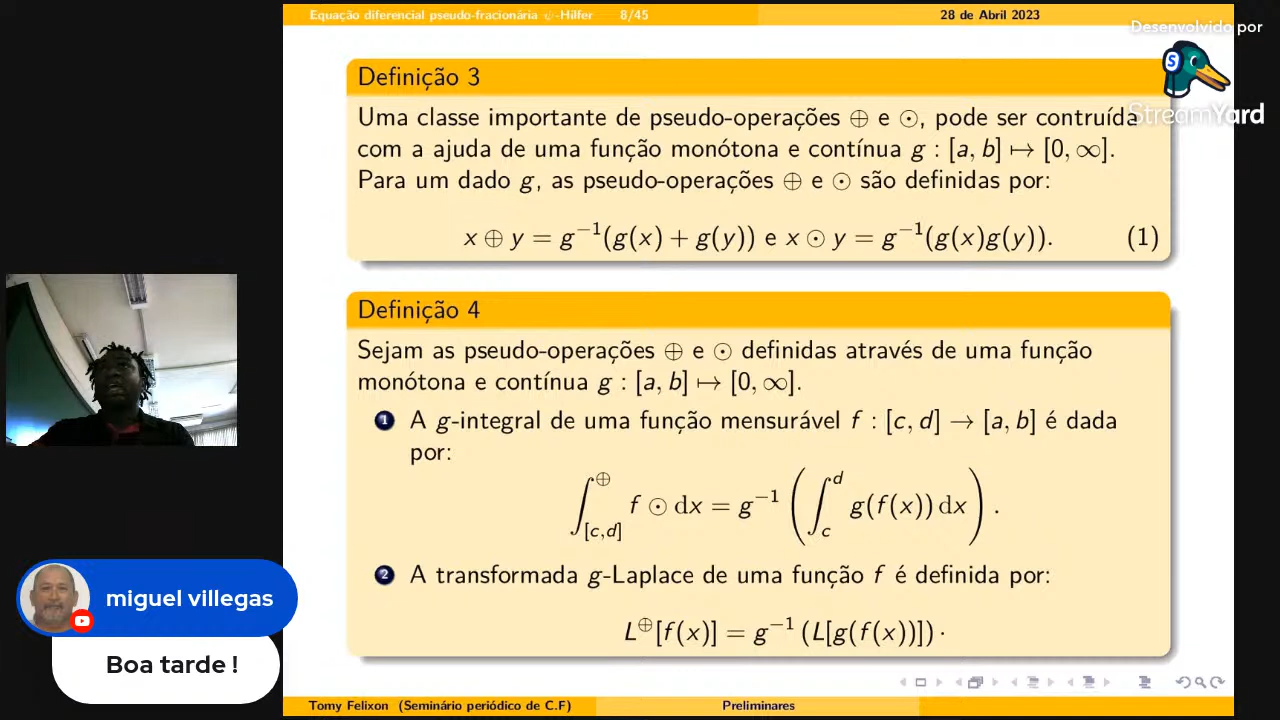 Equação diferencial pseudo-fracionária ψ-Hilfer 8/45 28 de Abril 2023
Desenvolvido por
StreamYard
Definição 3
Uma classe importante de pseudo-operações ⊕ e ⊙, pode ser contruída
com a ajuda de uma função monótona e contínua g : [a, b] ↦ [0, ∞].
Para um dado g, as pseudo-operações ⊕ e ⊙ são definidas por:
x ⊕ y = g⁻¹(g(x) + g(y)) e x ⊙ y = g⁻¹(g(x)g(y)). (1)
Definição 4
Sejam as pseudo-operações ⊕ e ⊙ definidas através de uma função
monótona e contínua g : [a, b] ↦ [0, ∞].
1 A g-integral de uma função mensurável f : [c, d] → [a, b] é dada
por:
∫^⊕_[c,d] f ⊙ dx = g⁻¹ (∫_c^d g(f(x)) dx) .
2 A transformada g-Laplace de uma função f é definida por:
L^⊕[f(x)] = g⁻¹ (L[g(f(x))]) ·
miguel villegas
Boa tarde !
Tomy Felixon (Seminário periódico de C.F) Preliminares